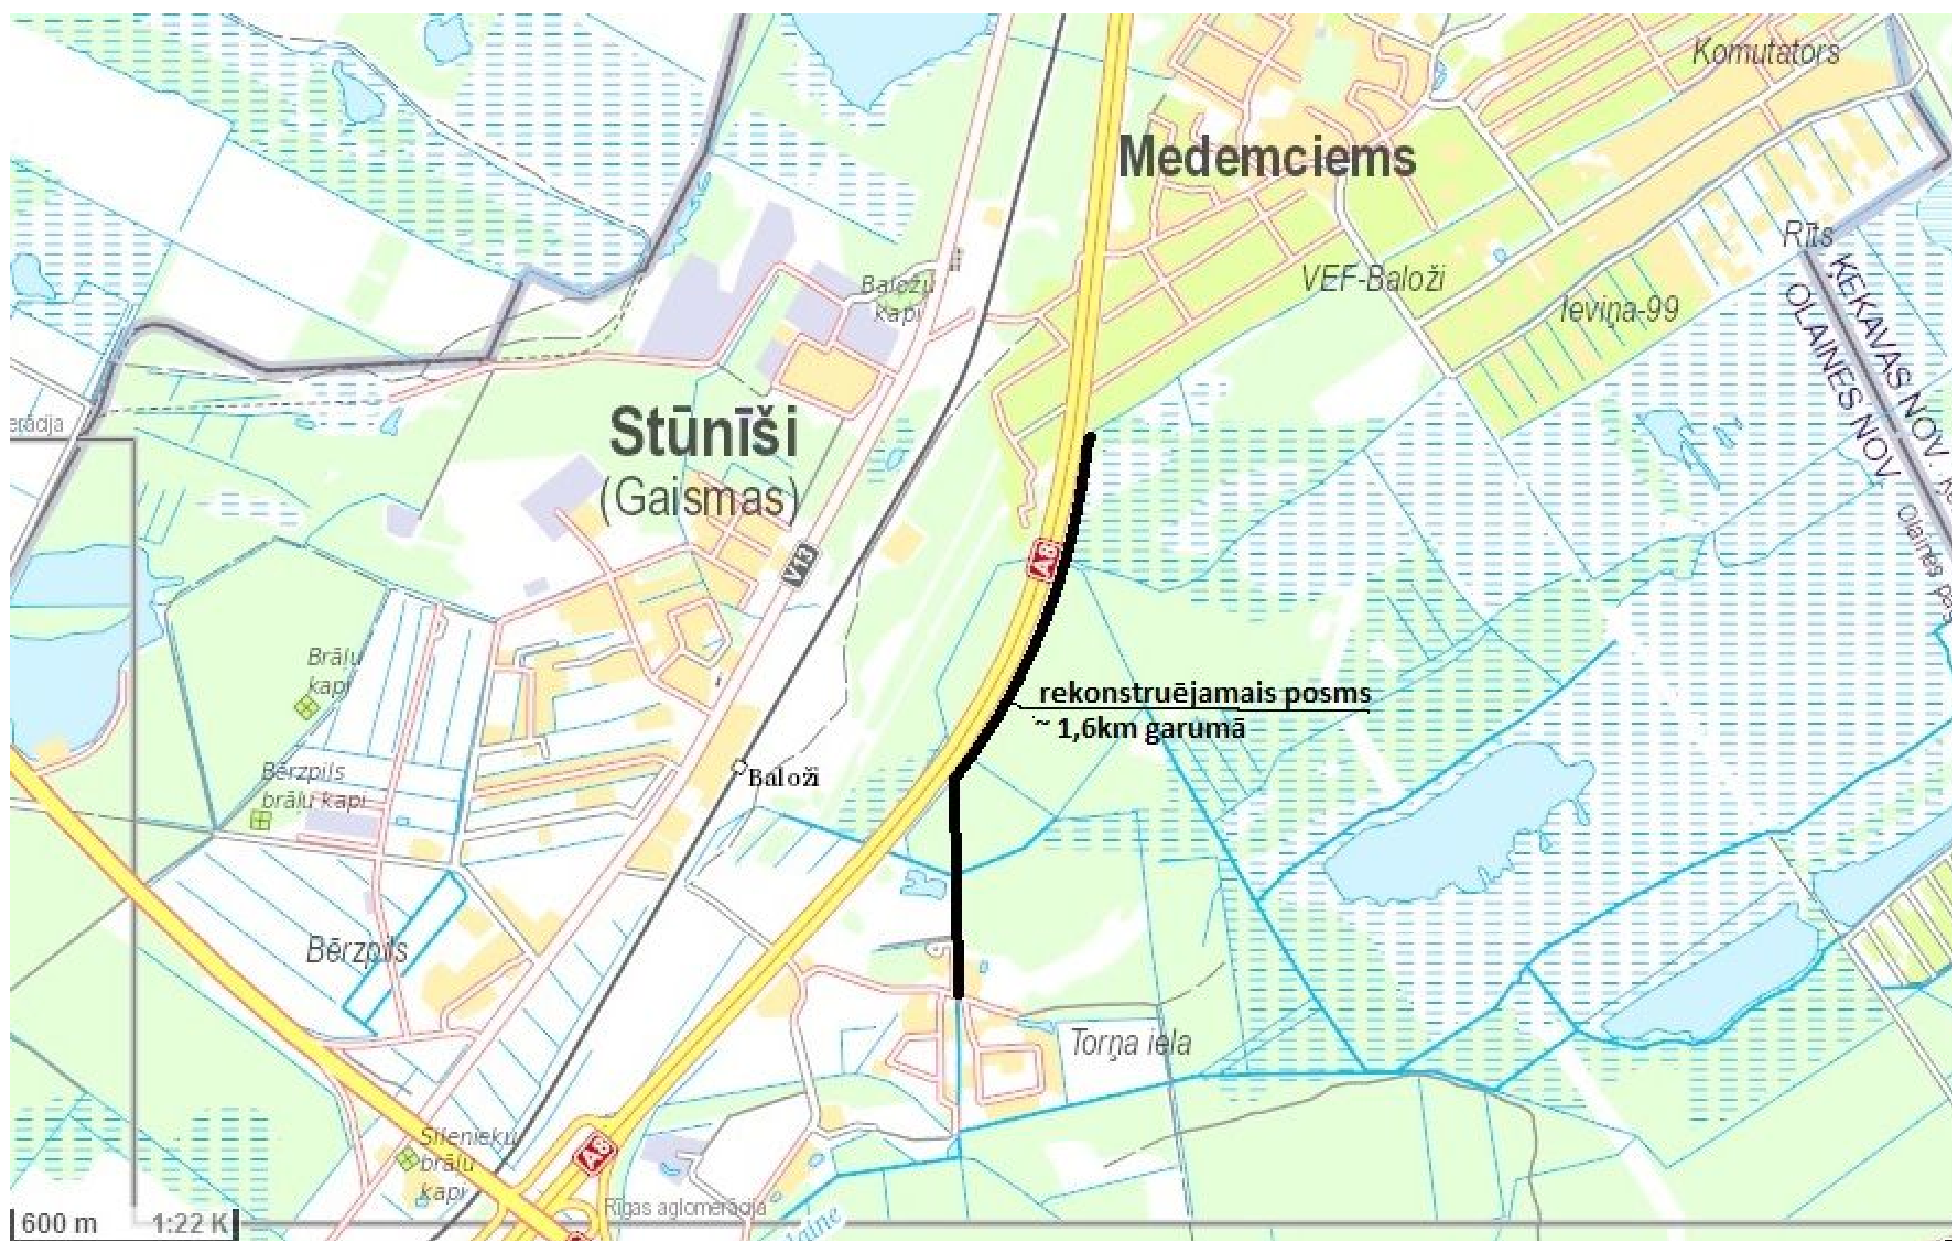 Komutators
Medemciems
Rīts
ĶEKAVAS NOV.
OLAINES NOV
Baložu
kapi
VEF-Baloži
Ieviņa-99
erādja
Stūnīši
(Gaismas)
V13
A8
Brāļu
kapi
rekonstruējamais posms
~ 1,6km garumā
Bērzpils
brāļu kapi
Baloži
Bērzpils
Torņa iela
Silenieku
brāļu
kapi
A8
Rīgas aglomerācija
600 m
1:22 K